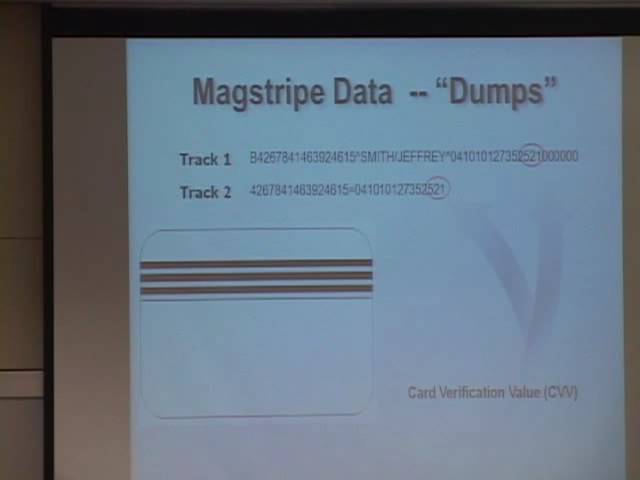 Magstripe Data -- “Dumps”
Track 1 B4267841463924615^SMITH/JEFFREY^041010127352521000000
Track 2 4267841463924615=041010127352521
Card Verification Value (CVV)